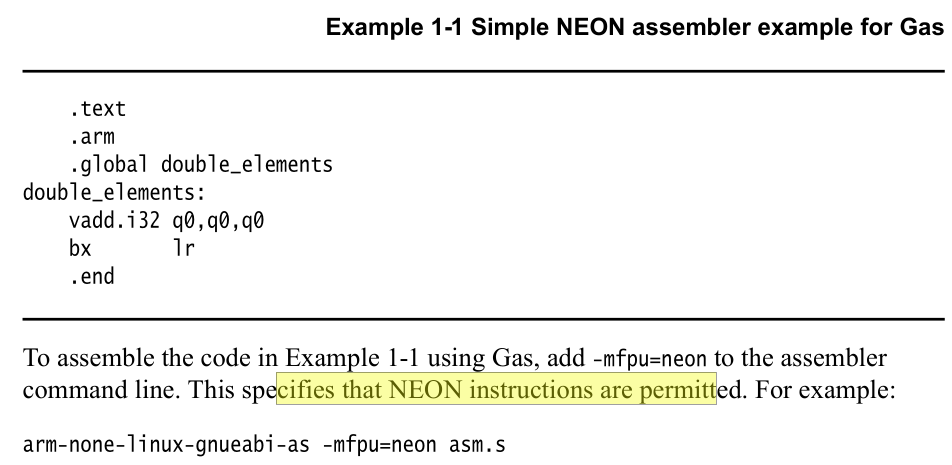 Example 1-1 Simple NEON assembler example for Gas
.text
.arm
.global double_elements
double_elements:
vadd.i32 q0,q0,q0
bx lr
.end
To assemble the code in Example 1-1 using Gas, add -mfpu=neon to the assembler
command line. This specifies that NEON instructions are permitted. For example:
arm-none-linux-gnueabi-as -mfpu=neon asm.s